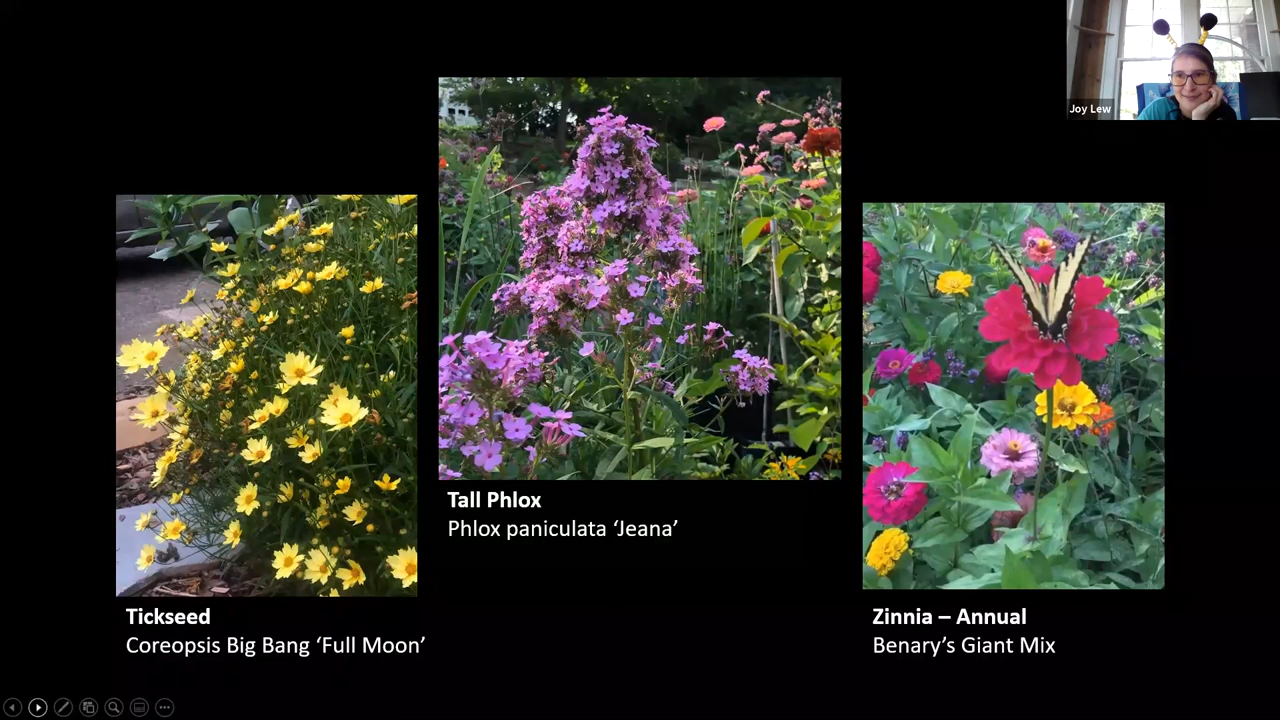 Joy Lew
Tall Phlox
Phlox paniculata ‘Jeana’
Tickseed
Coreopsis Big Bang ‘Full Moon’
Zinnia – Annual
Benary’s Giant Mix